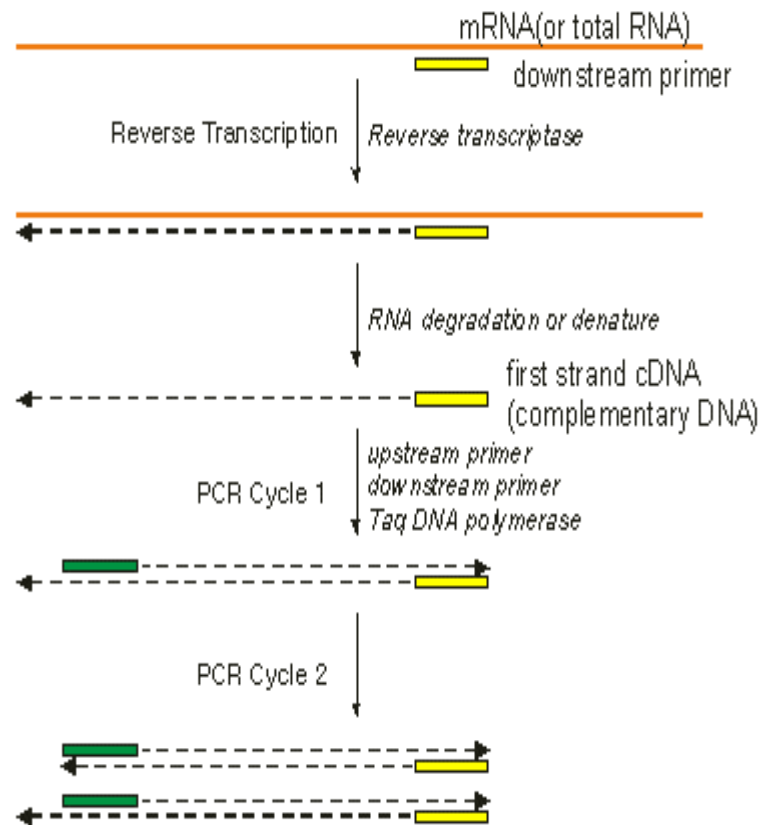 mRNA(or total RNA)
downstream primer
Reverse Transcription
Reverse transcriptase
RNA degradation or denature
first strand cDNA
(complementary DNA)
upstream primer
downstream primer
Taq DNA polymerase
PCR Cycle 1
PCR Cycle 2